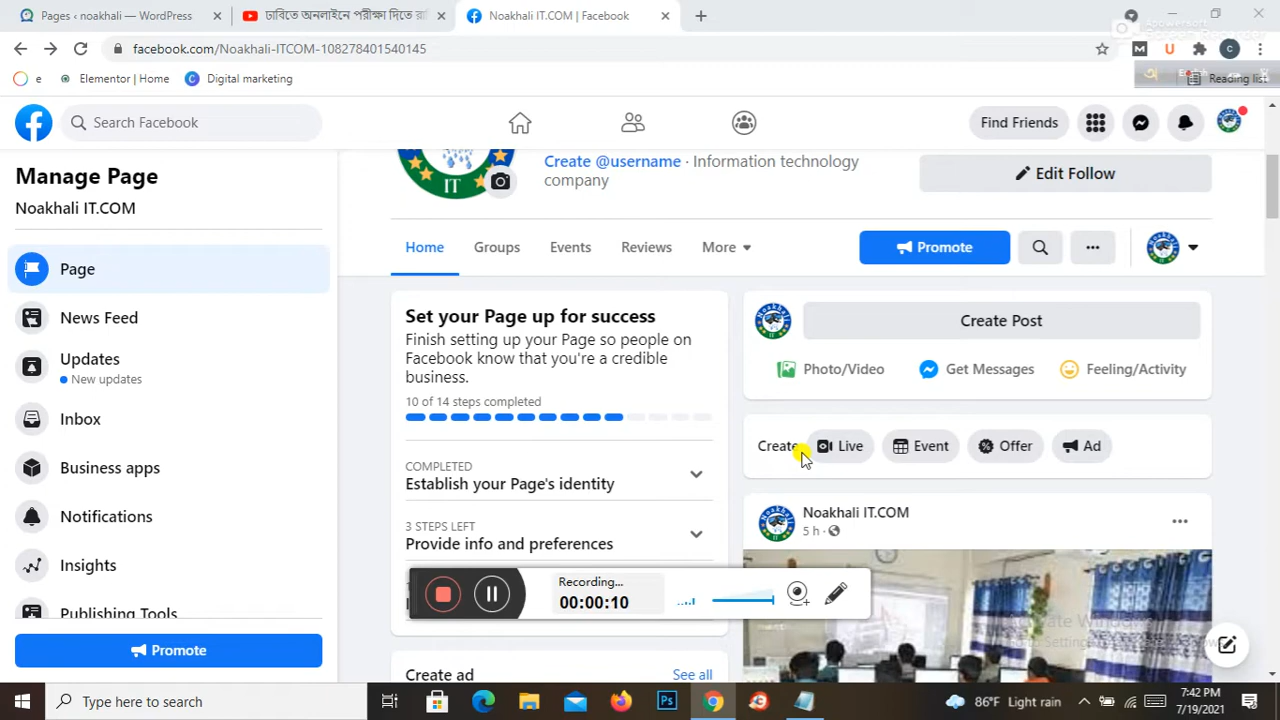 Pages ‹ noakhali — WordPress
ঢাবিতে অনলাইনে পরীক্ষা দিতে রা
Noakhali IT.COM | Facebook
facebook.com/Noakhali-ITCOM-108278401540145
M
U
C
e
Elementor | Home
Digital marketing
Reading list
Search Facebook
Find Friends
Manage Page
Noakhali IT.COM
Page
News Feed
Updates
New updates
Inbox
Business apps
Notifications
Insights
Publishing Tools
Promote
IT
Create @username · Information technology
company
Edit Follow
Home
Groups
Events
Reviews
More
Promote
Set your Page up for success
Finish setting up your Page so people on
Facebook know that you're a credible
business.
10 of 14 steps completed
COMPLETED
Establish your Page's identity
3 STEPS LEFT
Provide info and preferences
Create ad
See all
Create Post
Photo/Video
Get Messages
Feeling/Activity
Create
Live
Event
Offer
Ad
Noakhali IT.COM
5 h ·
Recording...
00:00:10
Type here to search
Ps
86°F Light rain
7:42 PM
7/19/2021